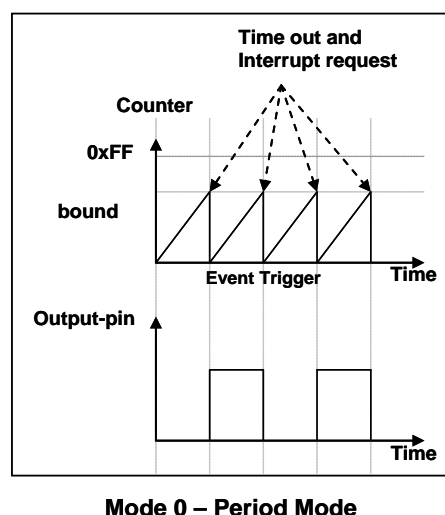 Time out and
Interrupt request
Counter
0xFF
bound
Event Trigger
Time
Output-pin
Time
Mode 0 – Period Mode